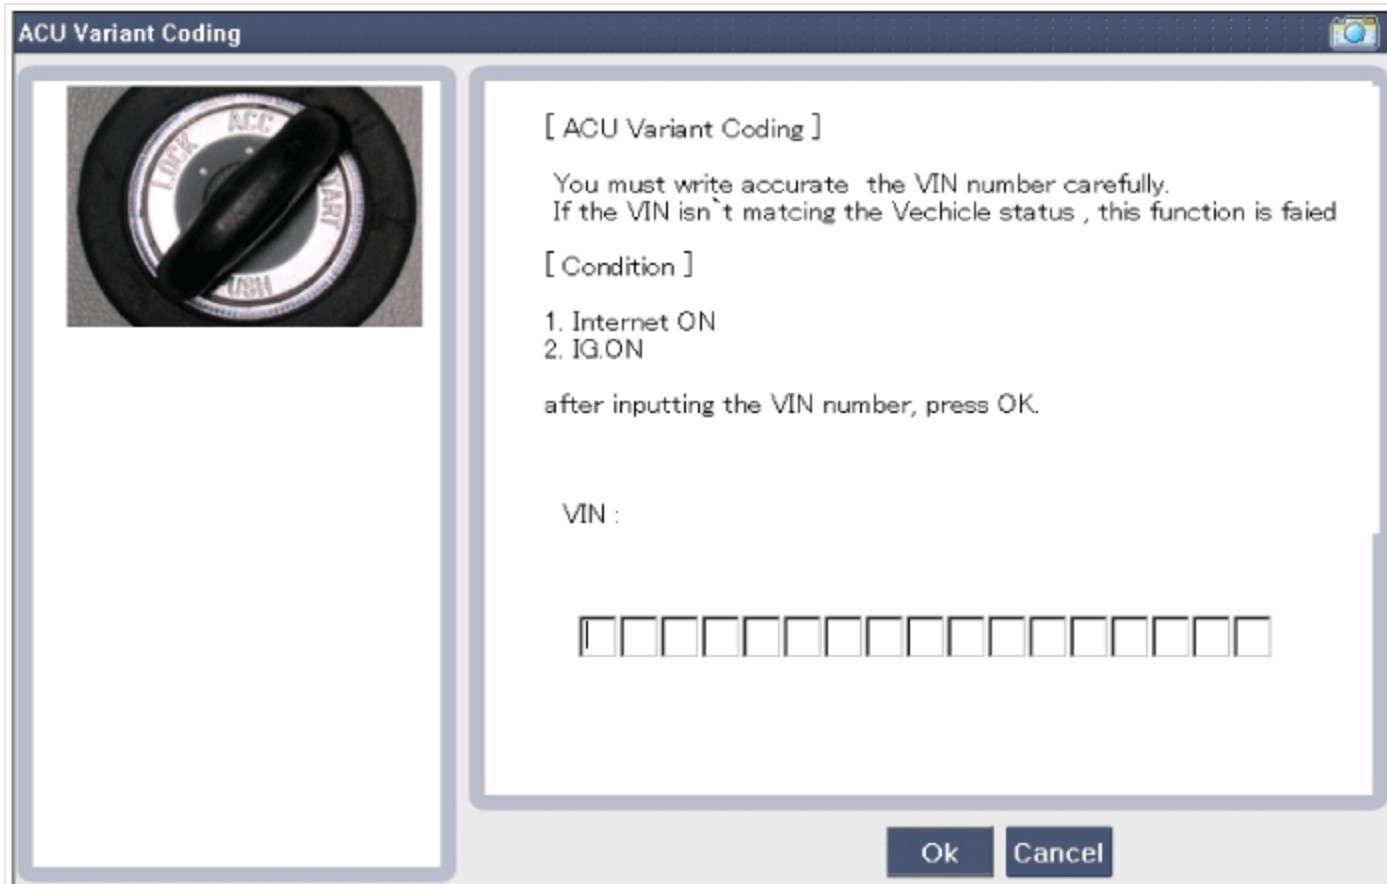 ACU Variant Coding
LOCK
ACC
[ ACU Variant Coding ]
You must write accurate the VIN number carefully.
If the VIN isn`t matcing the Vechicle status , this function is faied
[ Condition ]
1. Internet ON
2. IG.ON
after inputting the VIN number, press OK.
VIN :
Ok
Cancel